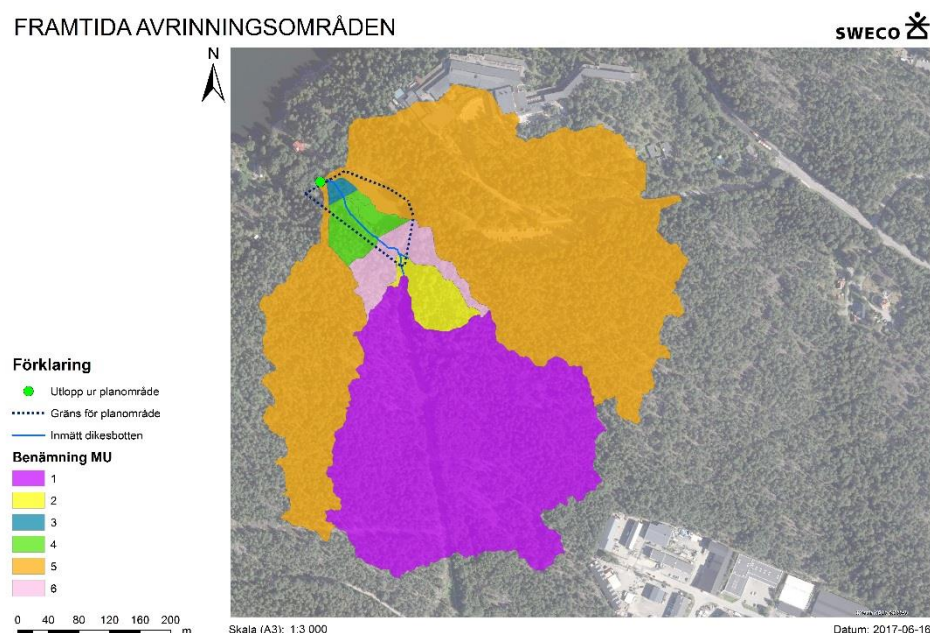 FRAMTIDA AVRINNINGSOMRÅDEN
SWECO
N
Förklaring
Utlopp ur planområde
Gräns för planområde
Inmätt dikesbotten
Benämning MU
1
2
3
4
5
6
0 40 80 120 160 200
m
Skala (A3): 1:3 000
Datum: 2017-06-16